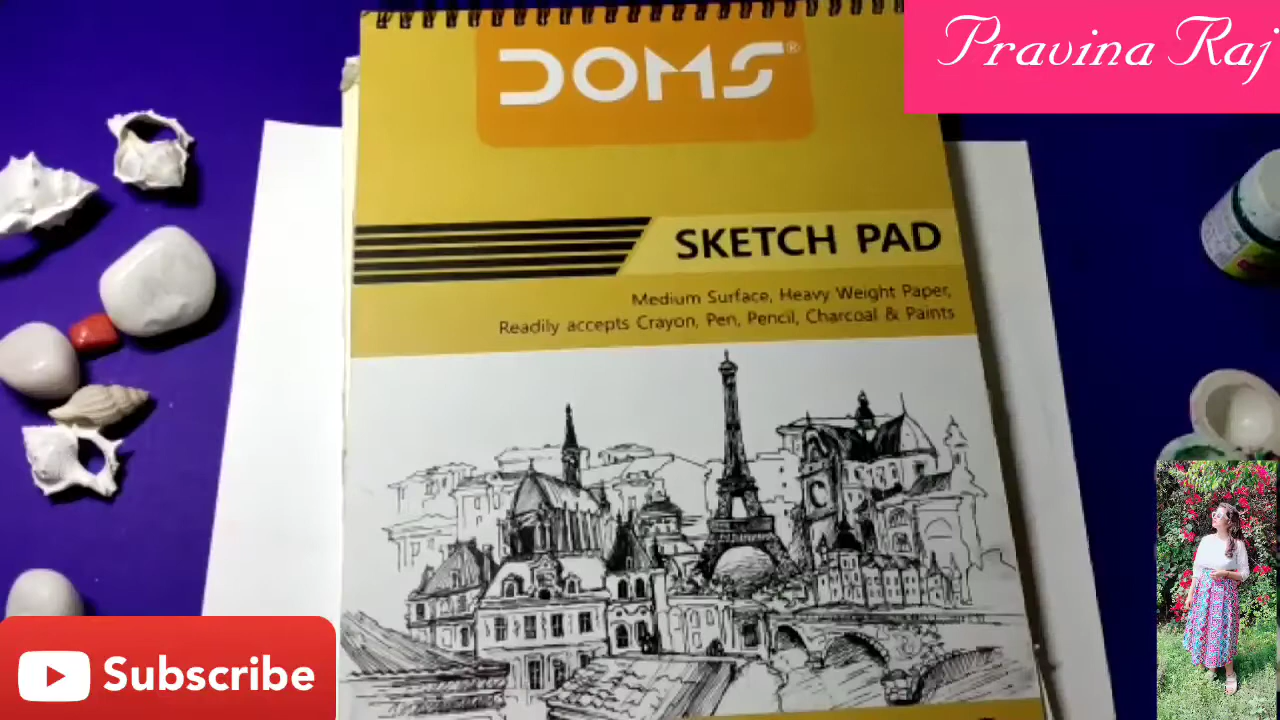 DOMS®
Pravina Raj
SKETCH PAD
Medium Surface, Heavy Weight Paper,
Readily accepts Crayon, Pen, Pencil, Charcoal & Paints
Subscribe